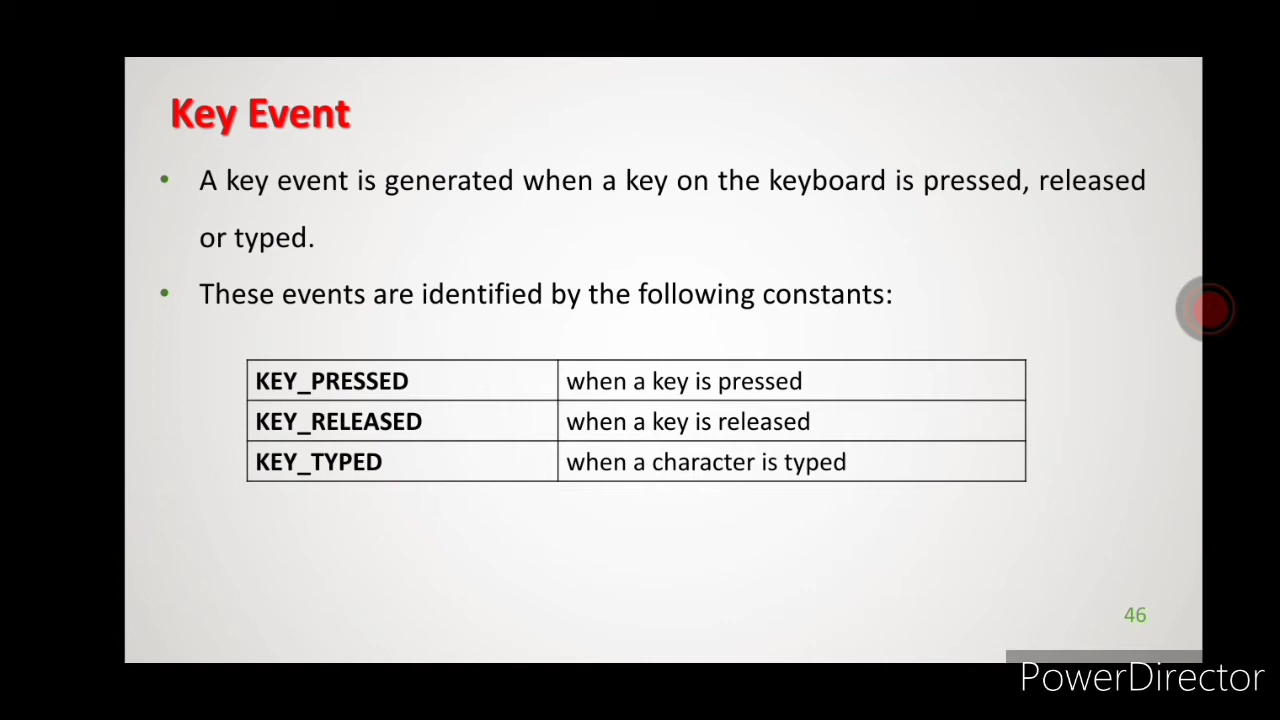 Key Event
• A key event is generated when a key on the keyboard is pressed, released
or typed.
• These events are identified by the following constants:
KEY_PRESSED when a key is pressed
KEY_RELEASED when a key is released
KEY_TYPED when a character is typed
46
PowerDirector